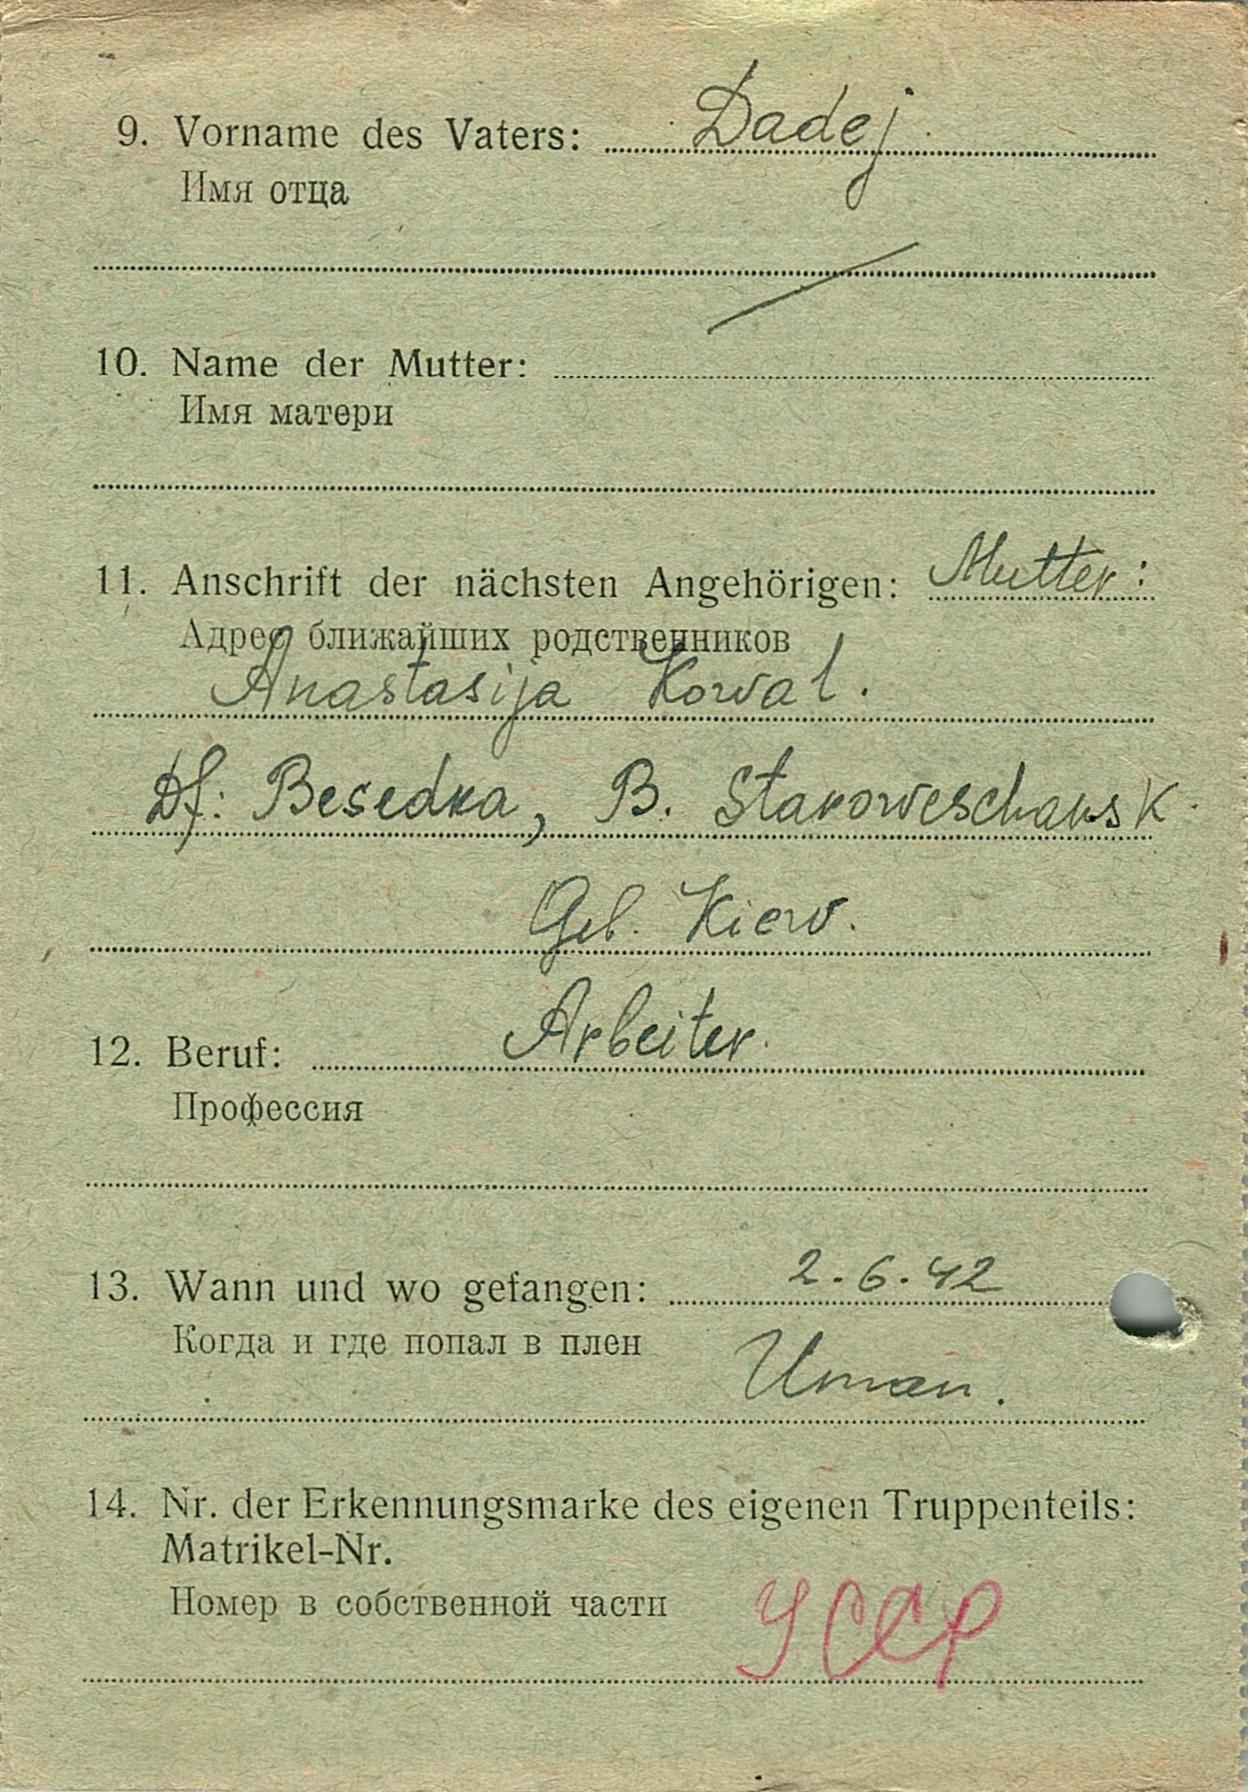 9. Vorname des Vaters: Dadej
Имя отца
10. Name der Mutter:
Имя матери
11. Anschrift der nächsten Angehörigen: Mutter:
Адрес ближайших родственников
Anastasija Kowal.
Df: Besedka, B. Staroweschansk.
Geb. Kiew.
12. Beruf: Arbeiter.
Профессия
13. Wann und wo gefangen: 2.6.42
Когда и где попал в плен
Uman.
14. Nr. der Erkennungsmarke des eigenen Truppenteils:
Matrikel-Nr.
Номер в собственной части
УССР